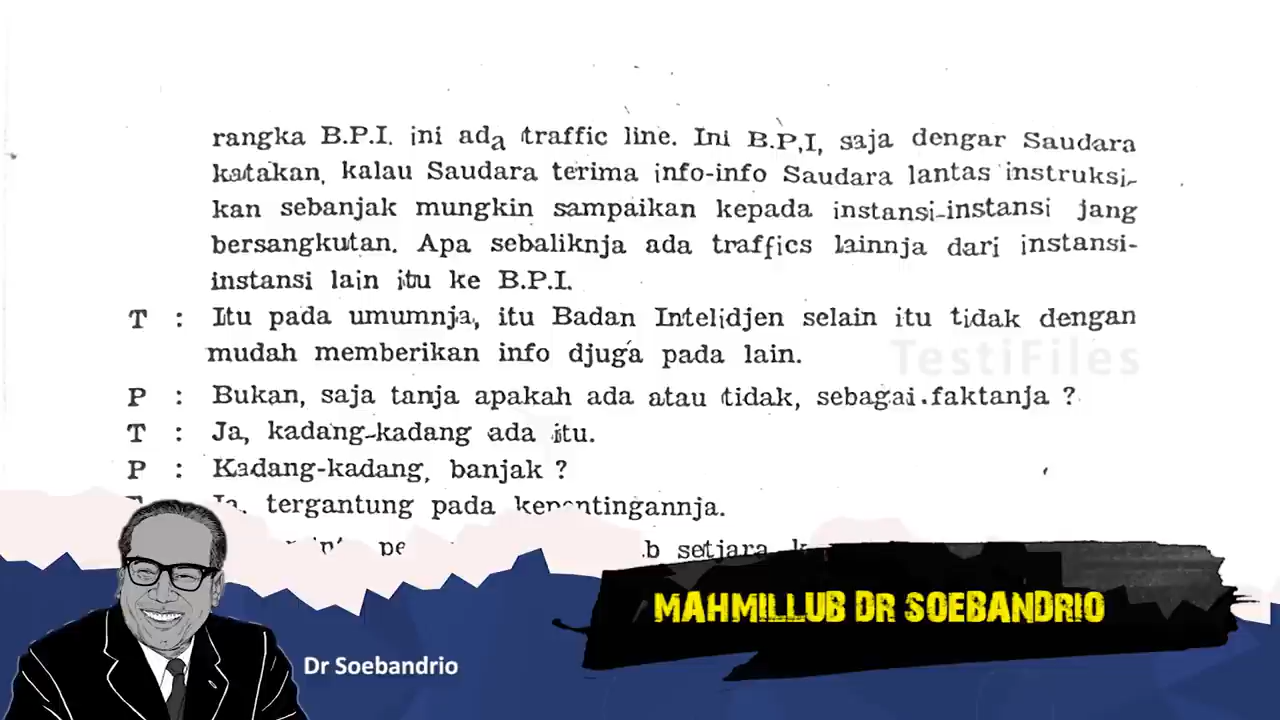 rangka B.P.I. ini ada traffic line. Ini B.P,I, saja dengar Saudara
katakan, kalau Saudara terima info-info Saudara lantas instruksi-
kan sebanjak mungkin sampaikan kepada instansi-instansi jang
bersangkutan. Apa sebaliknja ada traffics lainnja dari instansi-
instansi lain itu ke B.P.I.
T : Itu pada umumnja, itu Badan Intelidjen selain itu tidak dengan
mudah memberikan info djuga pada lain.
TestiFiles
P : Bukan, saja tanja apakah ada atau tidak, sebagai.faktanja ?
T : Ja, kadang-kadang ada itu.
P : Kadang-kadang, banjak ?
Ja, tergantung pada kepentingannja.
setjara
MAHMILLUB DR SOEBANDRIO
Dr Soebandrio